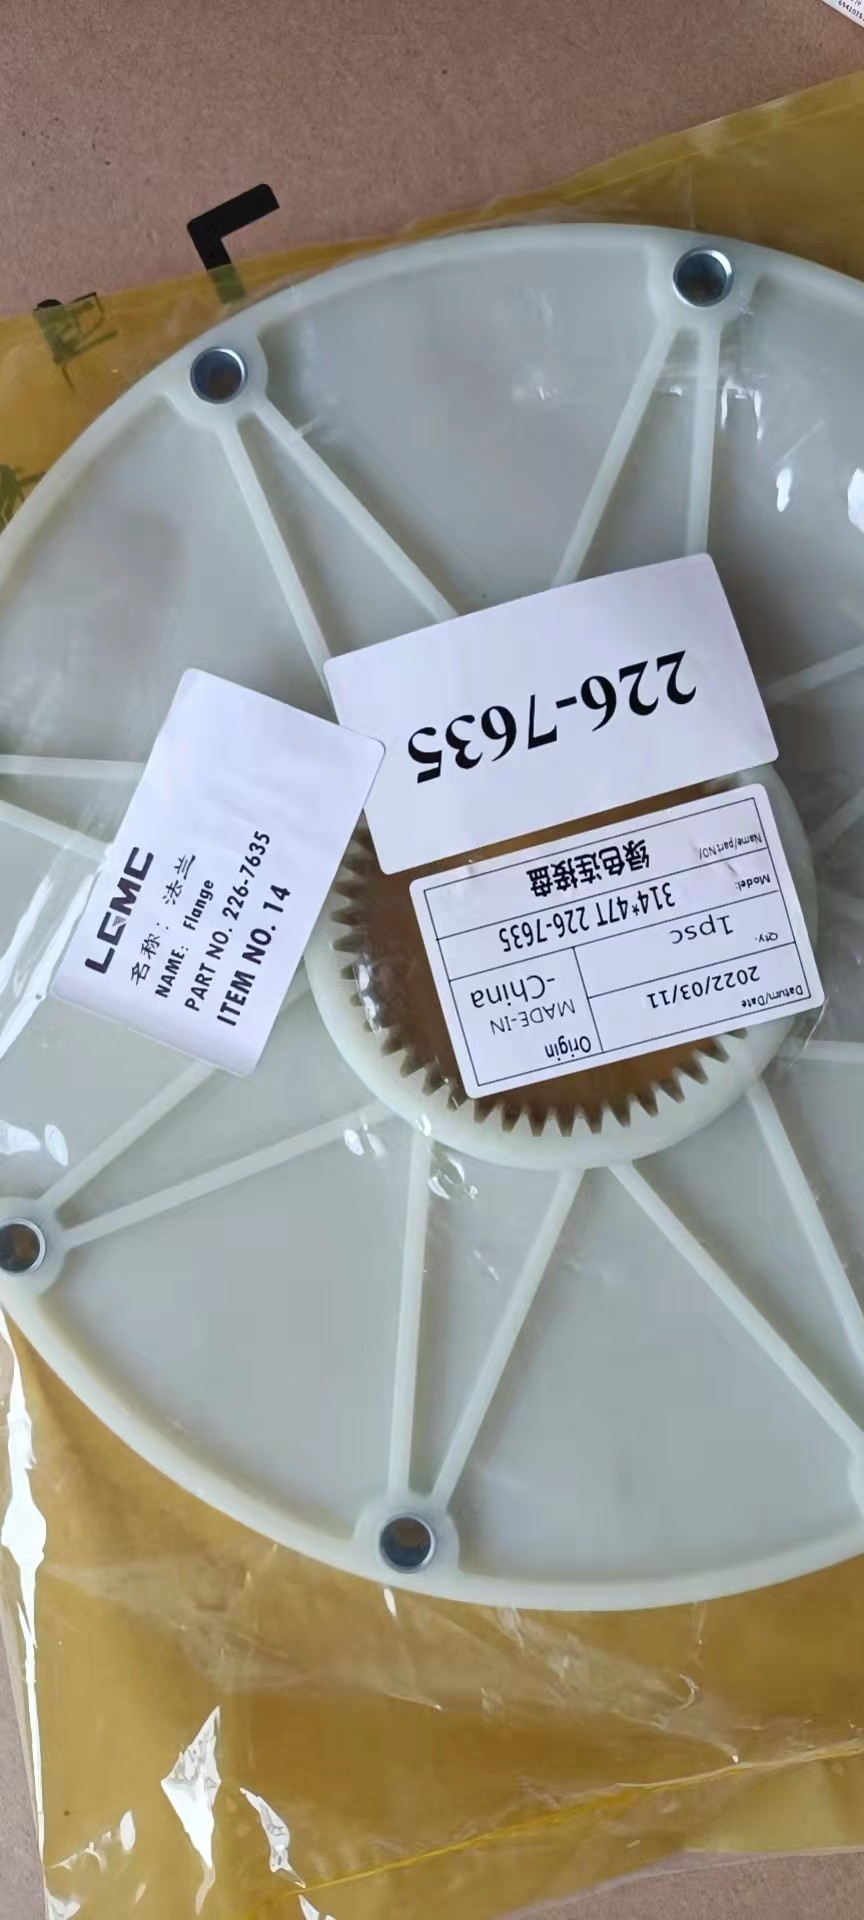 226-7635
LGMC
名称：法兰
NAME: Flange
PART NO. 226-7635
ITEM NO. 14
Name/part NO/ 绿色连接盘
Model: 314*47T 226-7635
Qty. 1psc
Datum/Date 2022/03/11
Origin
MADE-IN
-China